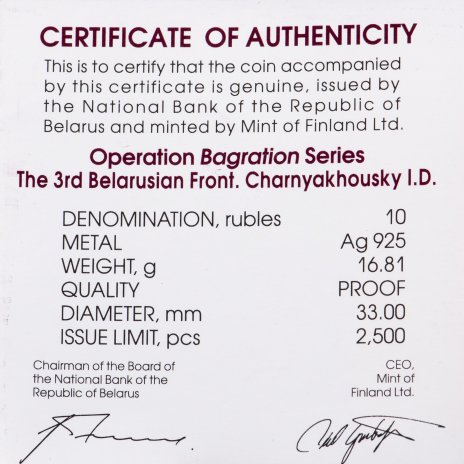 CERTIFICATE OF AUTHENTICITY
This is to certify that the coin accompanied
by this certificate is genuine, issued by
the National Bank of the Republic of
Belarus and minted by Mint of Finland Ltd.
Operation Bagration Series
The 3rd Belarusian Front. Charnyakhousky I.D.
DENOMINATION, rubles 10
METAL Ag 925
WEIGHT, g 16.81
QUALITY PROOF
DIAMETER, mm 33.00
ISSUE LIMIT, pcs 2,500
Chairman of the Board of
the National Bank of the
Republic of Belarus
CEO,
Mint of
Finland Ltd.